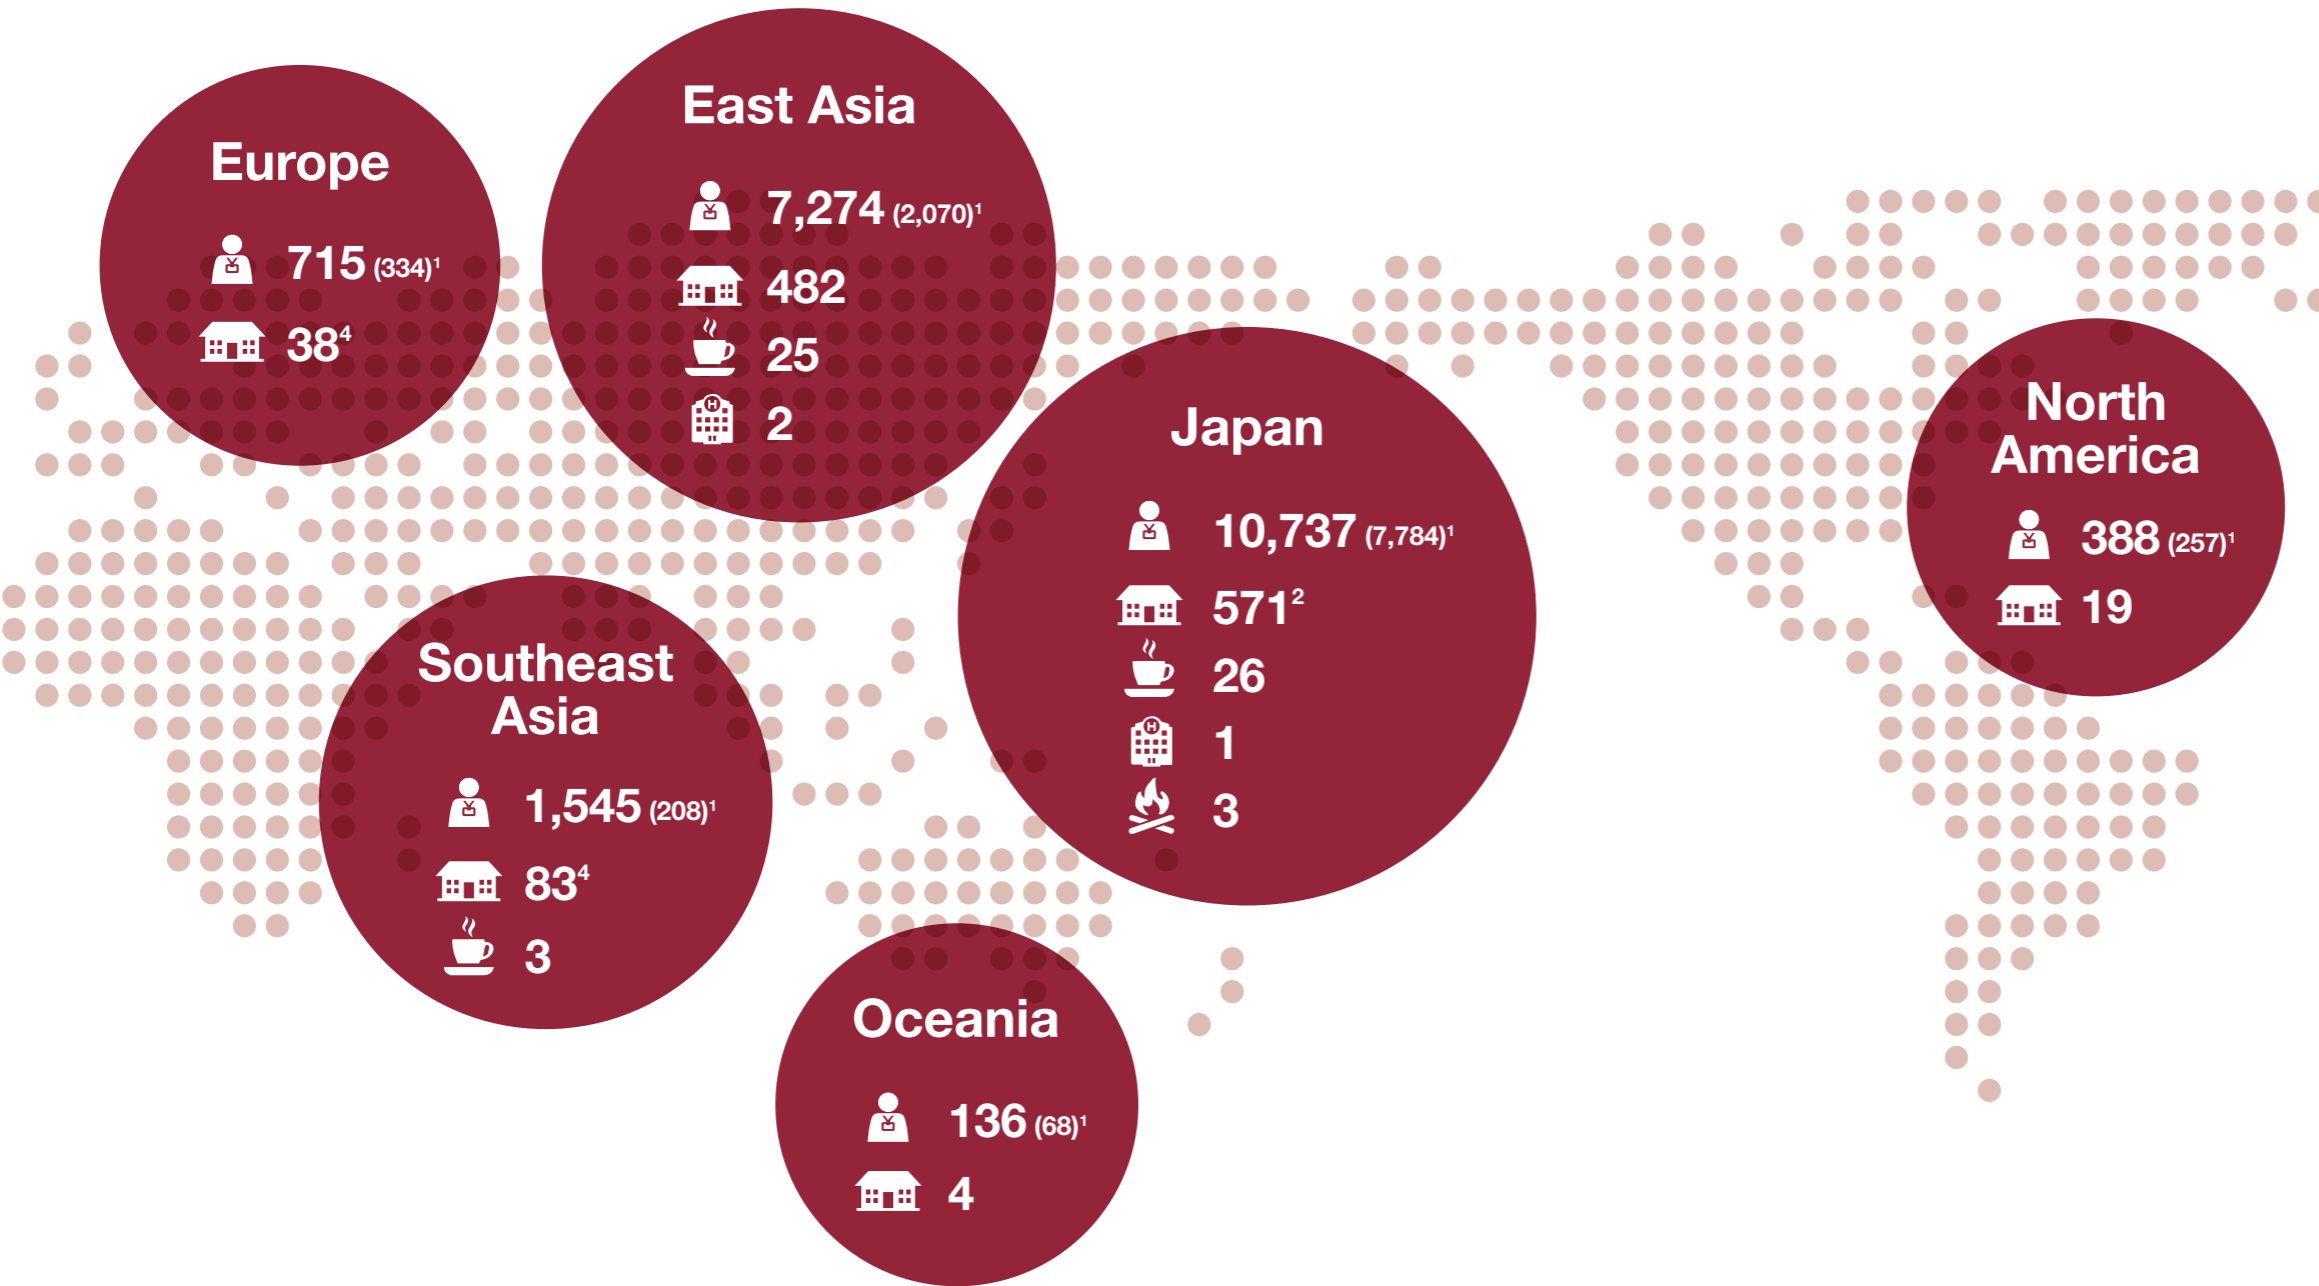 Europe
715 (334)¹
38⁴
East Asia
7,274 (2,070)¹
482
25
H
2
Japan
10,737 (7,784)¹
571²
26
H
1
3
North
America
388 (257)¹
19
Southeast
Asia
1,545 (208)¹
83⁴
3
Oceania
136 (68)¹
4